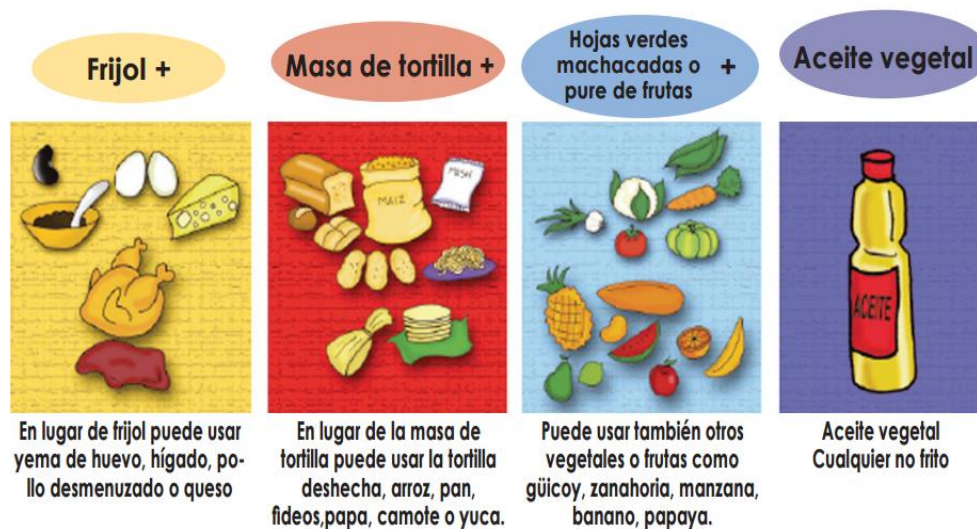 Frijol +
Masa de tortilla +
Hojas verdes
machacadas o +
pure de frutas
Aceite vegetal
MAIZ
MOSH
ACEITE
En lugar de frijol puede usar
yema de huevo, hígado, po-
llo desmenuzado o queso
En lugar de la masa de
tortilla puede usar la tortilla
deshecha, arroz, pan,
fideos,papa, camote o yuca.
Puede usar también otros
vegetales o frutas como
güicoy, zanahoria, manzana,
banano, papaya.
Aceite vegetal
Cualquier no frito